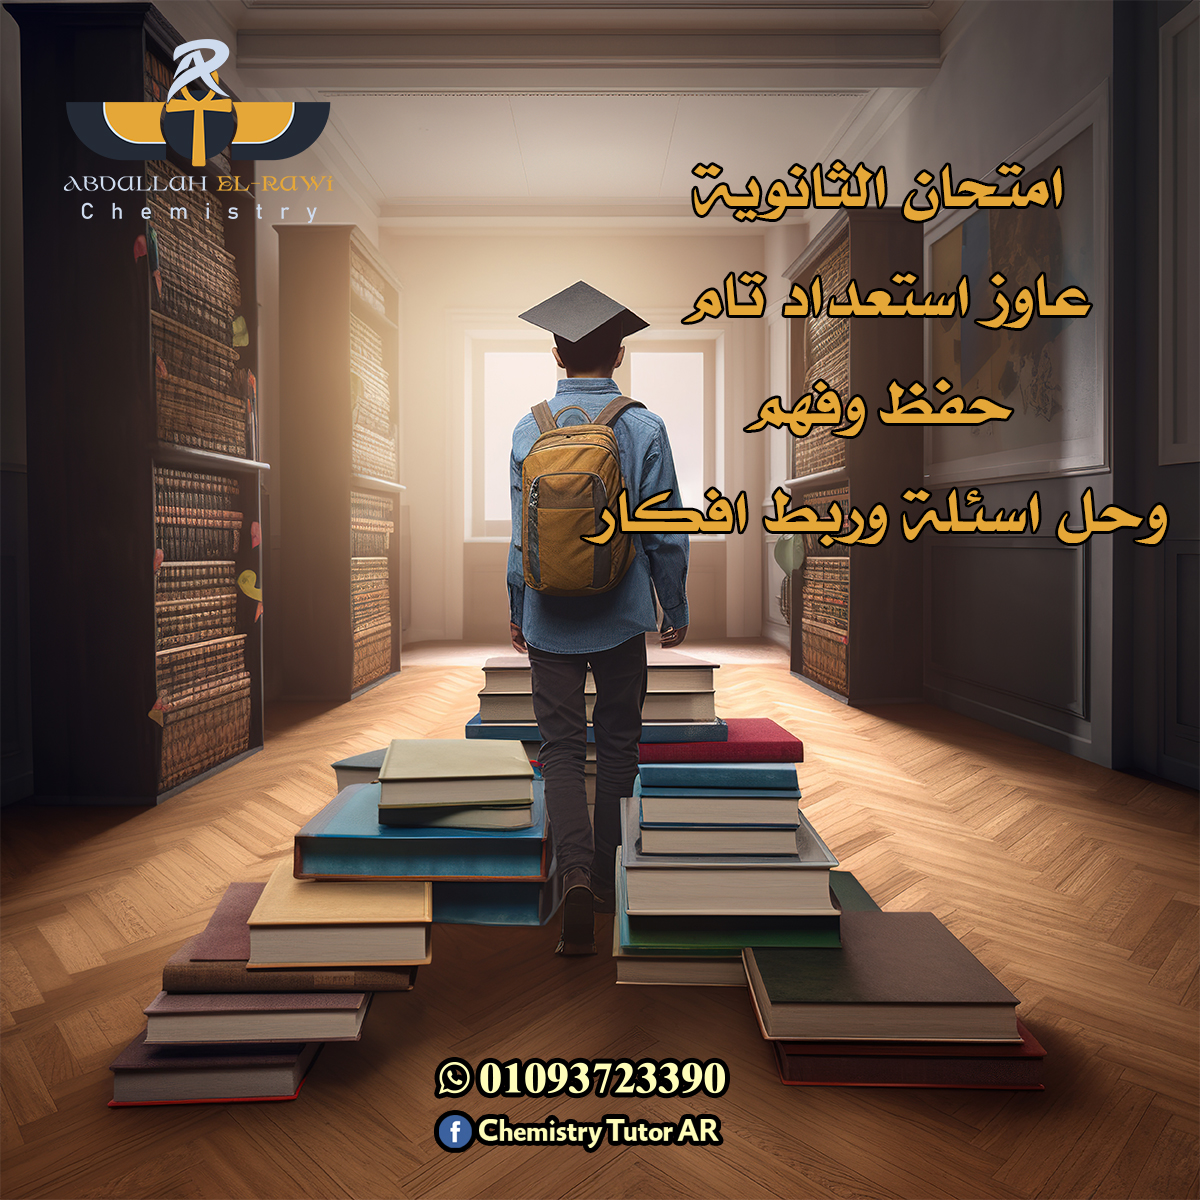 AR
ABDALLAH EL-RAWI
Chemistry
امتحان الثانوية
عاوز استعداد تام
حفظ وفهم
وحل اسئلة وربط افكار
01093723390
Chemistry Tutor AR